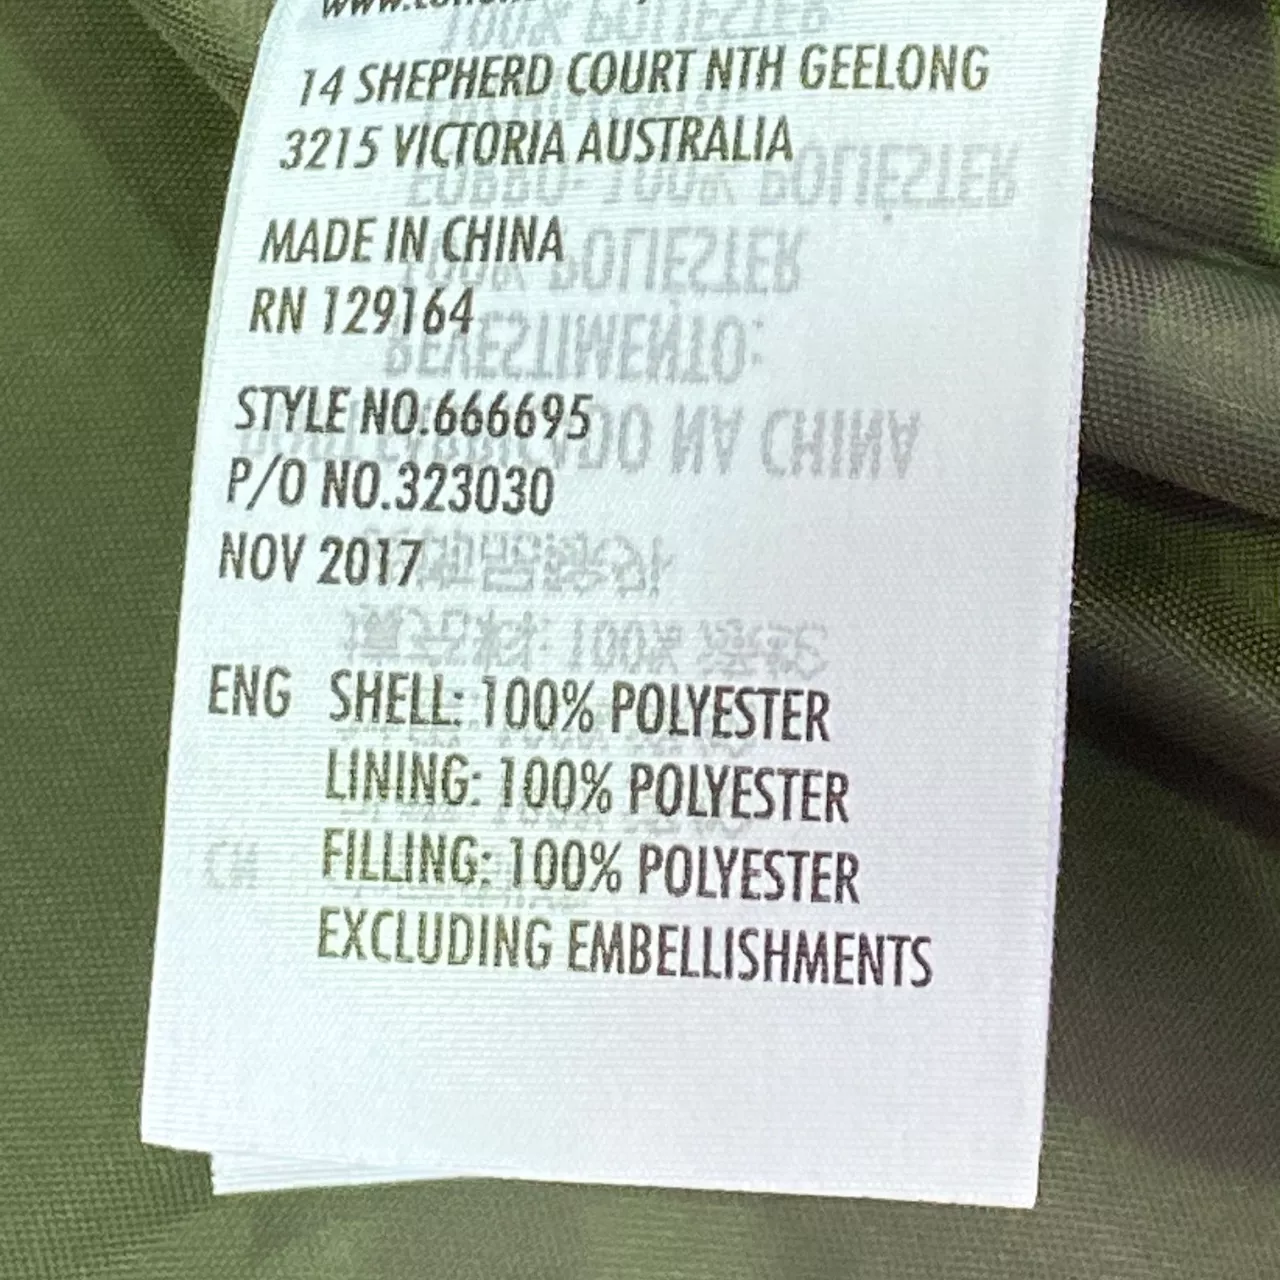 14 SHEPHERD COURT NTH GEELONG
3215 VICTORIA AUSTRALIA
MADE IN CHINA
RN 129164
STYLE NO.666695
P/O NO.323030
NOV 2017
ENG SHELL: 100% POLYESTER
LINING: 100% POLYESTER
FILLING: 100% POLYESTER
EXCLUDING EMBELLISHMENTS